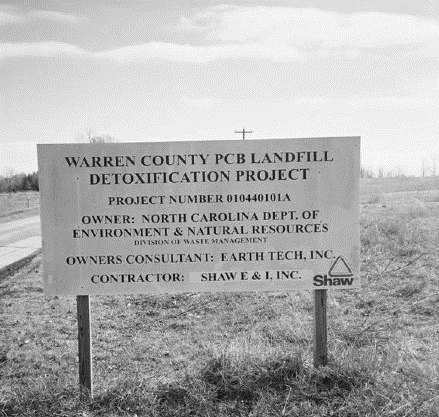 WARREN COUNTY PCB LANDFILL
DETOXIFICATION PROJECT
PROJECT NUMBER 010440101A
OWNER: NORTH CAROLINA DEPT. OF
ENVIRONMENT & NATURAL RESOURCES
DIVISION OF WASTE MANAGEMENT
OWNERS CONSULTANT: EARTH TECH, INC.
CONTRACTOR: SHAW E & I, INC.
Shaw